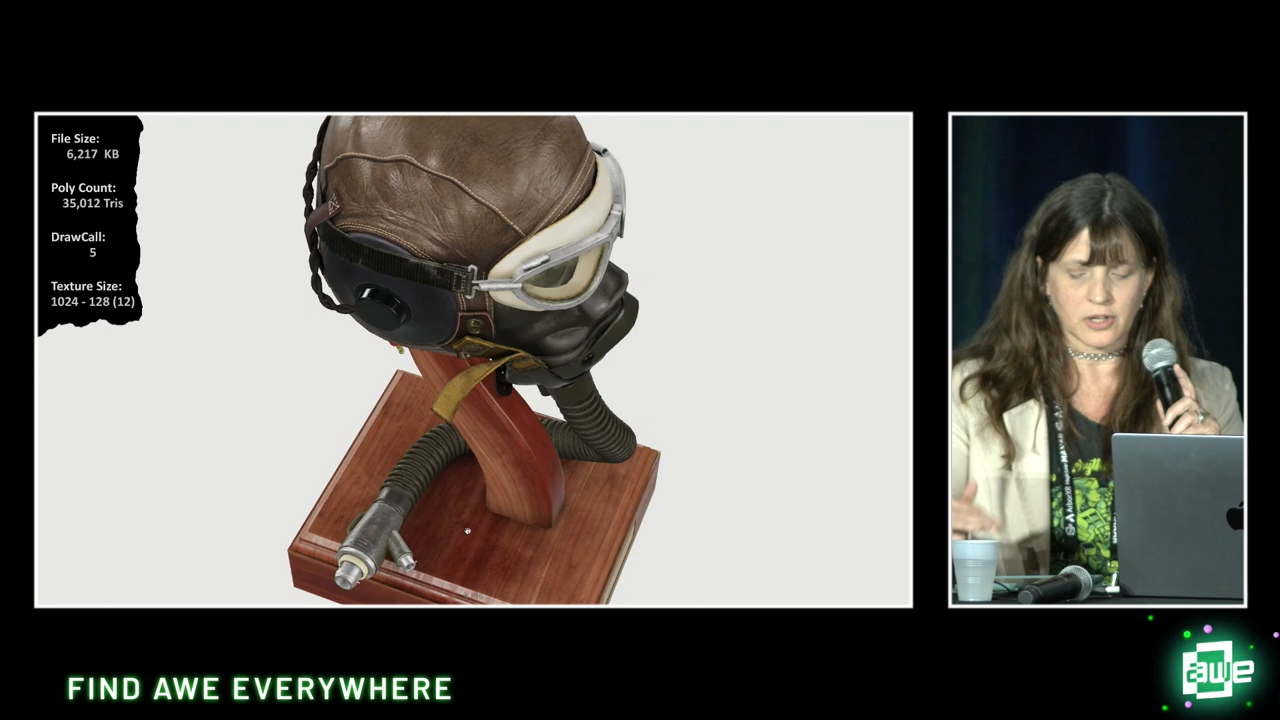 File Size:
6,217 KB
Poly Count:
35,012 Tris
DrawCall:
5
Texture Size:
1024 - 128 (12)
ArborXR
FIND AWE EVERYWHERE
awe